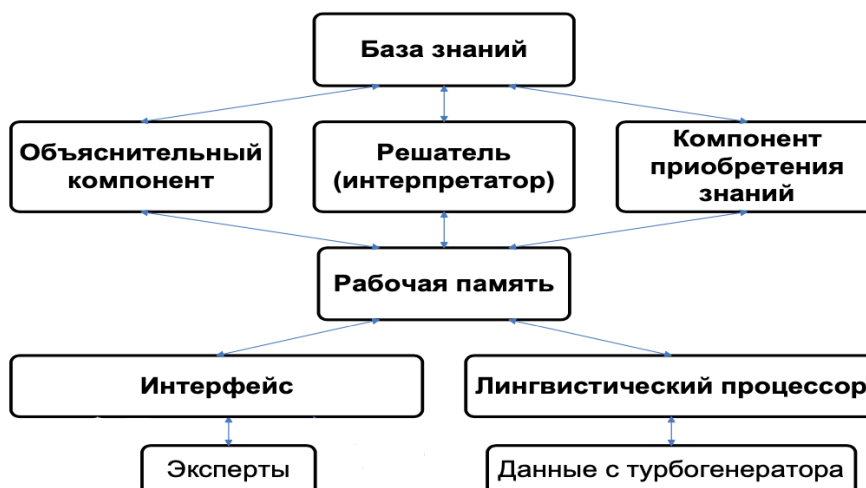 База знаний
Объяснительный
компонент
Решатель
(интерпретатор)
Компонент
приобретения
знаний
Рабочая память
Интерфейс
Лингвистический процессор
Эксперты
Данные с турбогенератора